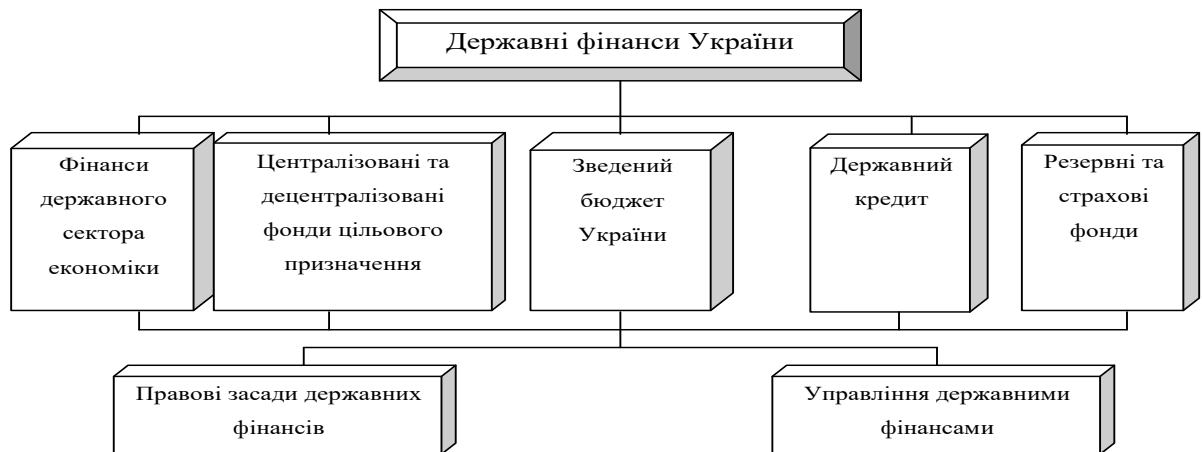 Державні фінанси України
Фінанси
державного
сектора
економіки
Централізовані та
децентралізовані
фонди цільового
призначення
Зведений
бюджет
України
Державний
кредит
Резервні та
страхові
фонди
Правові засади державних
фінансів
Управління державними
фінансами